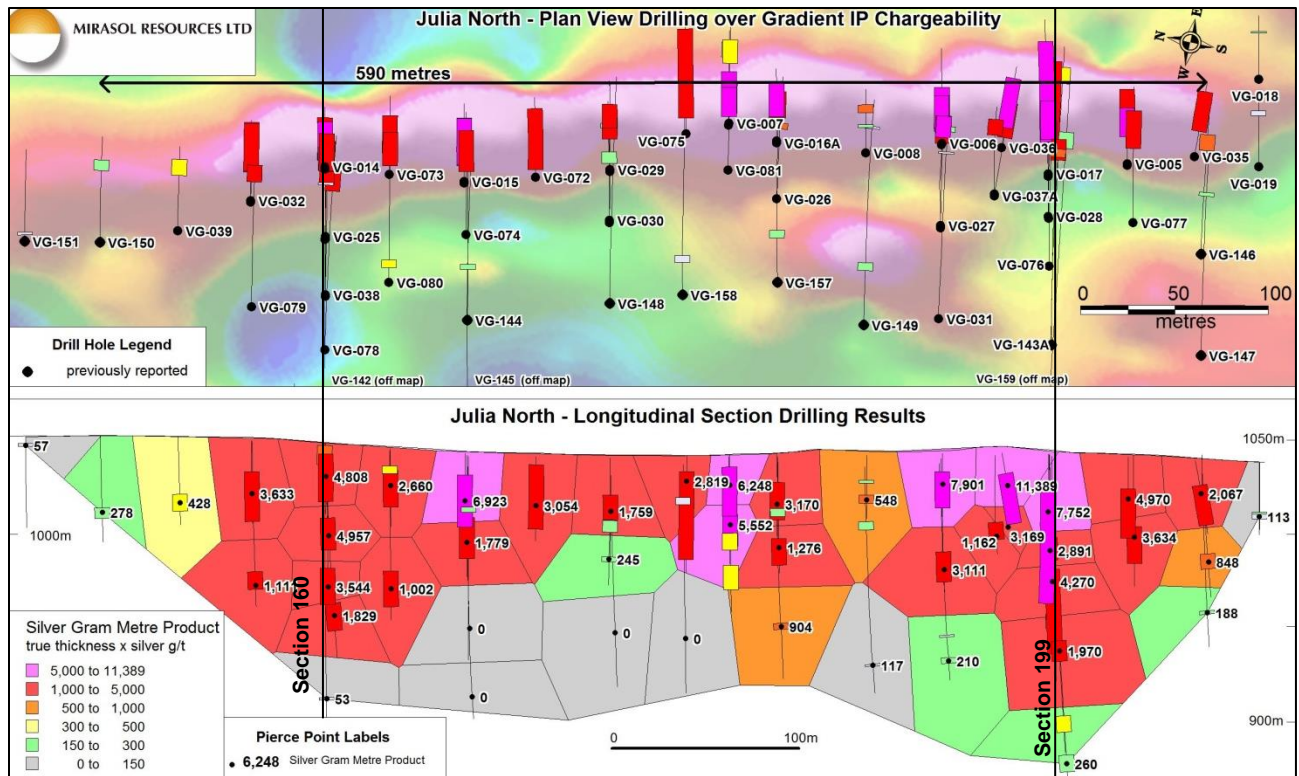 MIRASOL RESOURCES LTD
Julia North - Plan View Drilling over Gradient IP Chargeability
N
E
W
S
590 metres
VG-018
VG-007
VG-075
VG-014
VG-016A
VG-006
VG-036
VG-008
VG-005
VG-035
VG-073
VG-015
VG-072
VG-029
VG-081
VG-017
VG-019
VG-032
VG-026
VG-037A
VG-030
VG-028
VG-077
VG-151
VG-150
VG-039
VG-025
VG-074
VG-027
VG-080
VG-157
VG-076
VG-146
VG-079
VG-038
VG-148
VG-158
0 50 100
metres
VG-144
VG-149
VG-031
VG-078
VG-143A
VG-147
Drill Hole Legend
previously reported
VG-142 (off map)
VG-145 (off map)
VG-159 (off map)
Julia North - Longitudinal Section Drilling Results
1050m
57
4,808
2,660
2,819
6,248
7,901
11,389
3,633
6,923
3,054
1,759
3,170
548
7,752
4,970
2,067
278
428
113
1000m
4,957
1,779
5,552
1,276
1,162
3,169
2,891
3,634
245
3,111
848
1,111
3,544
1,002
4,270
1,829
188
0
0
0
904
117
210
1,970
53
0
900m
260
Section 160
Section 199
Silver Gram Metre Product
true thickness x silver g/t
5,000 to 11,389
1,000 to 5,000
500 to 1,000
300 to 500
150 to 300
0 to 150
Pierce Point Labels
6,248 Silver Gram Metre Product
0 100m